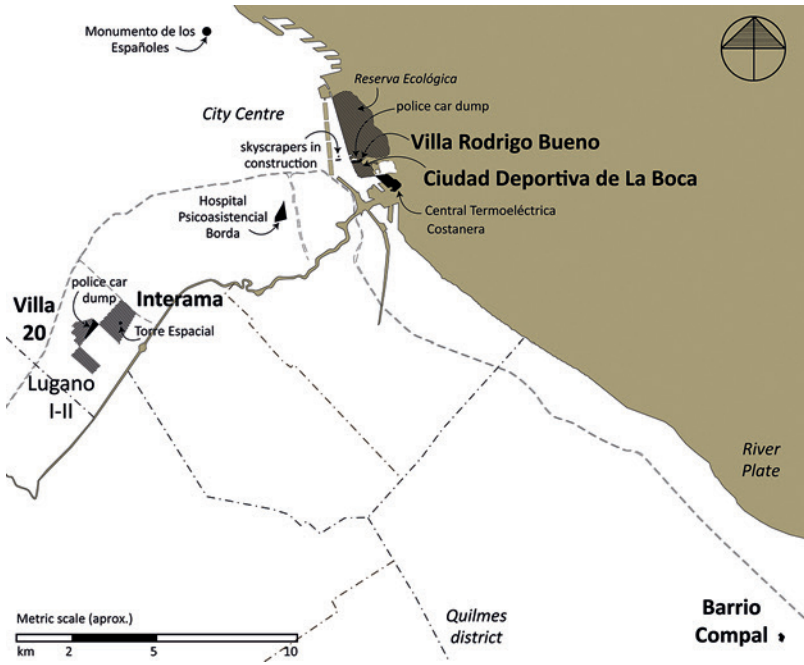 Monumento de los
Españoles
Reserva Ecológica
City Centre
police car dump
skyscrapers in
construction
Villa Rodrigo Bueno
Ciudad Deportiva de La Boca
Hospital
Psicoasistencial
Borda
Central Termoeléctrica
Costanera
police car
dump
Villa
20
Interama
Torre Espacial
Lugano
I-II
River
Plate
Metric scale (aprox.)
km 2 5 10
Quilmes
district
Barrio
Compal